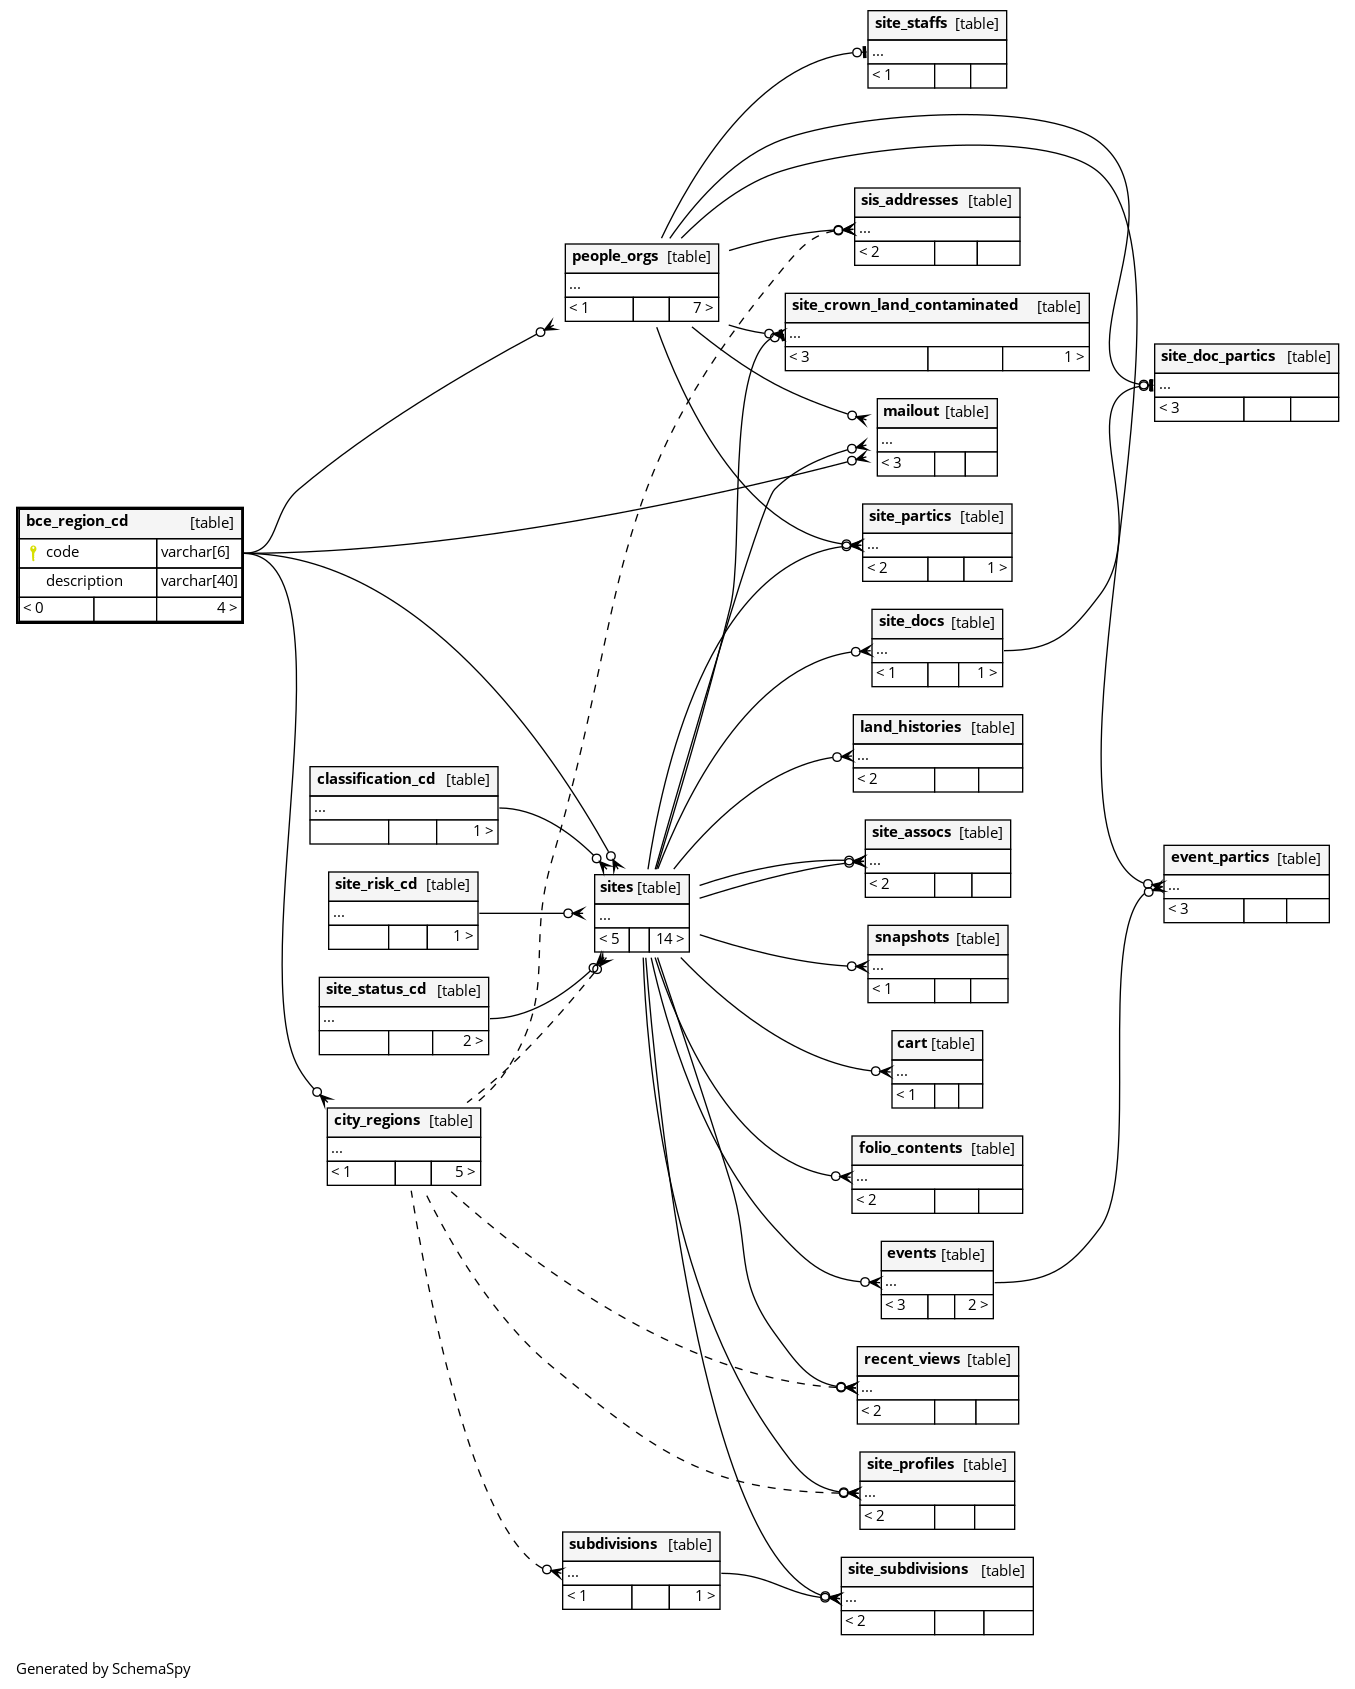 site_staffs [table]
...
< 1
sis_addresses [table]
...
< 2
people_orgs [table]
...
< 1 7 >
site_crown_land_contaminated [table]
...
< 3 1 >
site_doc_partics [table]
...
< 3
mailout [table]
...
< 3
bce_region_cd [table]
code varchar[6]
description varchar[40]
< 0 4 >
site_partics [table]
...
< 2 1 >
site_docs [table]
...
< 1 1 >
land_histories [table]
...
< 2
classification_cd [table]
...
1 >
site_assocs [table]
...
< 2
event_partics [table]
...
< 3
site_risk_cd [table]
...
1 >
sites [table]
...
< 5 14 >
snapshots [table]
...
< 1
site_status_cd [table]
...
2 >
cart [table]
...
< 1
city_regions [table]
...
< 1 5 >
folio_contents [table]
...
< 2
events [table]
...
< 3 2 >
recent_views [table]
...
< 2
site_profiles [table]
...
< 2
subdivisions [table]
...
< 1 1 >
site_subdivisions [table]
...
< 2
Generated by SchemaSpy